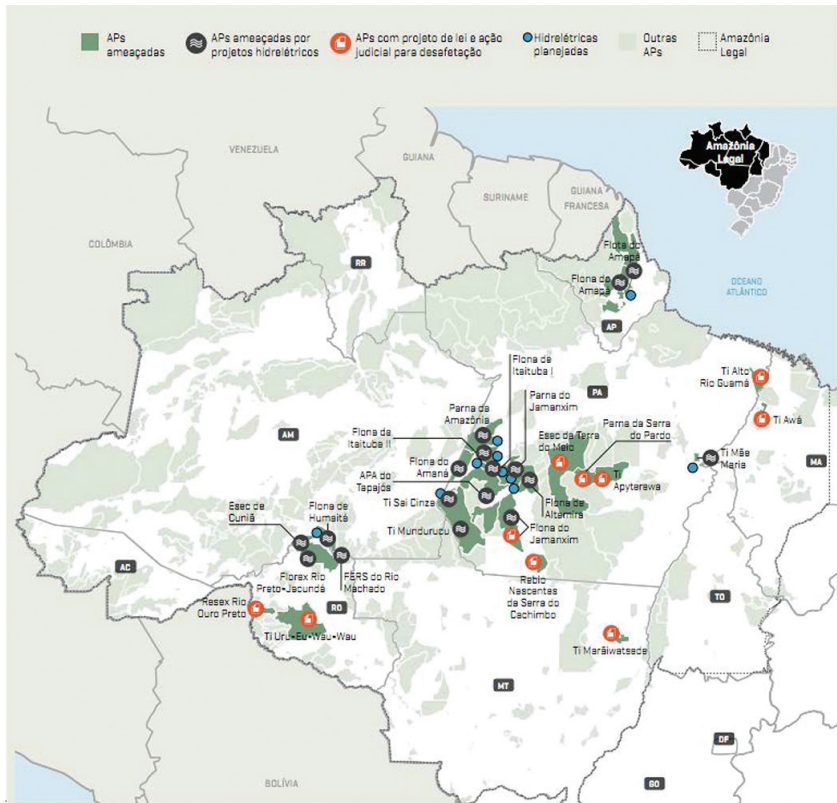 APs
ameaçadas
APs ameaçadas por
projetos hidrelétricos
APs com projeto de lei e ação
judicial para desafetação
Hidrelétricas
planejadas
Outras
APs
Amazônia
Legal
Amazônia
Legal
VENEZUELA
GUIANA
SURINAME
GUIANA
FRANCESA
COLÔMBIA
OCEANO
ATLÂNTICO
RR
Flota do
Amapá
Flona do
Amapá
AP
Flona de
Itaituba I
PA
Parna do
Jamanxim
Parna da
Amazônia
Ti Alto
Rio Guamá
Esec da Terra
do Meio
Parna da Serra
do Pardo
Ti Awá
AM
Flona de
Itaituba II
Ti Mãe
Maria
MA
Flona do
Amaná
APA do
Tapajós
Ti
Apyterewa
Ti Sai Cinza
Flona de
Altamira
Esec de
Cuniã
Flona de
Humaitá
Ti Munduruçu
Flona do
Jamanxim
AC
Florex Rio
Preto-Jacundá
FERS do Rio
Machado
Rebio
Nascentes
da Serra do
Cachimbo
Resex Rio
Ouro Preto
RO
TO
Ti Uru-Eu-Wau-Wau
Ti Marãiwatsede
MT
DF
BOLÍVIA
GO